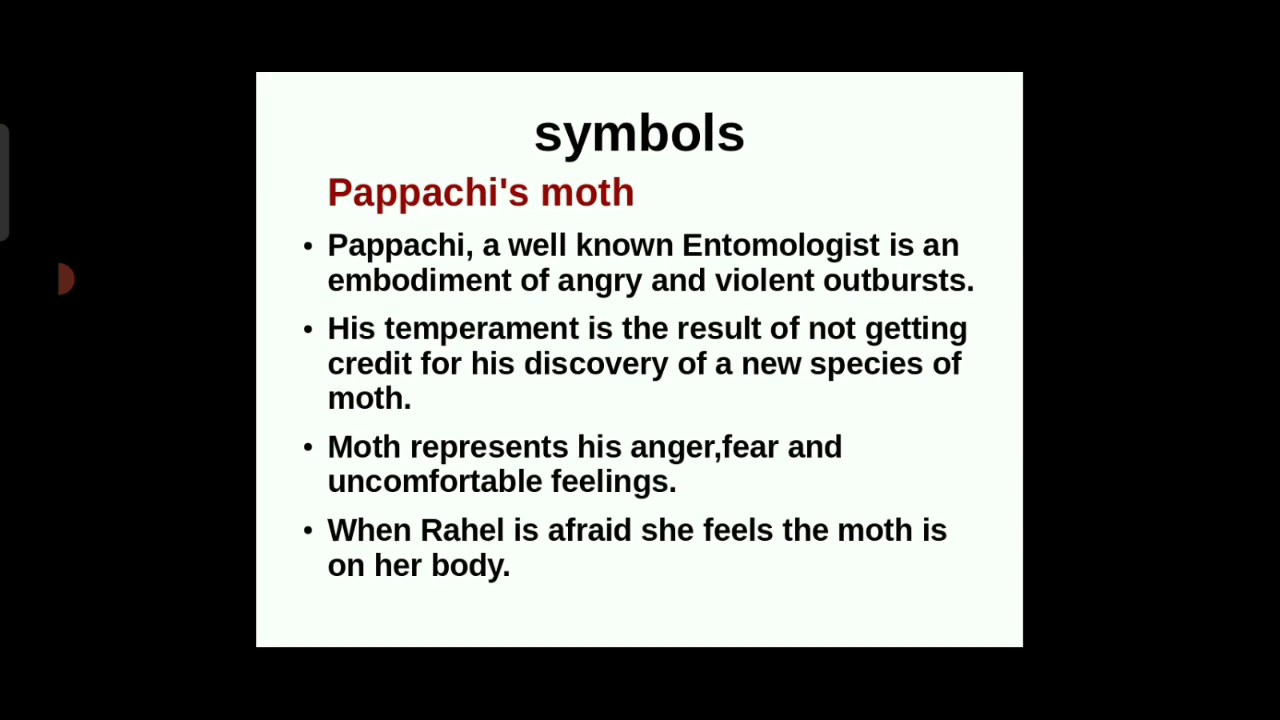 symbols
Pappachi's moth
• Pappachi, a well known Entomologist is an
embodiment of angry and violent outbursts.
• His temperament is the result of not getting
credit for his discovery of a new species of
moth.
• Moth represents his anger,fear and
uncomfortable feelings.
• When Rahel is afraid she feels the moth is
on her body.